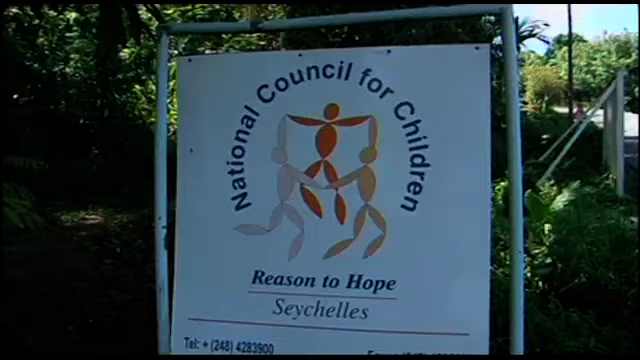 National Council for Children
Reason to Hope
Seychelles
Tel: + (248) 4283900